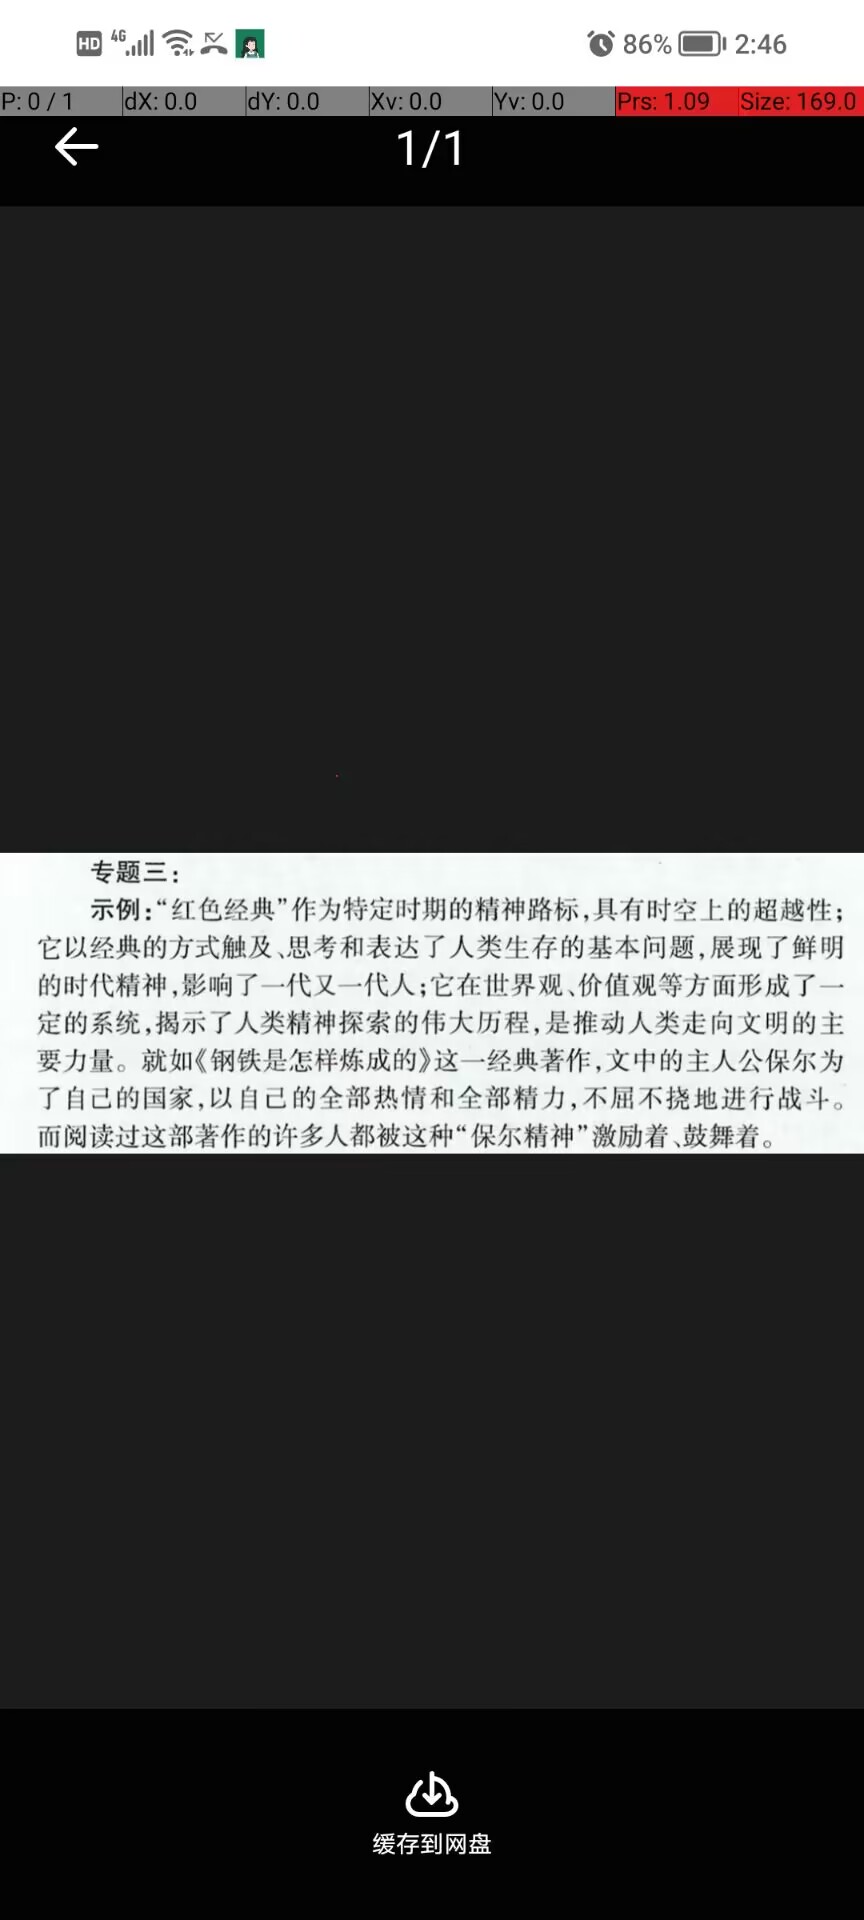 HD 4G 86% 2:46
P: 0 / 1 dX: 0.0 dY: 0.0 Xv: 0.0 Yv: 0.0 Prs: 1.09 Size: 169.0
1/1
专题三：
示例：“红色经典”作为特定时期的精神路标，具有时空上的超越性；
它以经典的方式触及、思考和表达了人类生存的基本问题，展现了鲜明
的时代精神，影响了一代又一代人；它在世界观、价值观等方面形成了一
定的系统，揭示了人类精神探索的伟大历程，是推动人类走向文明的主
要力量。就如《钢铁是怎样炼成的》这一经典著作，文中的主人公保尔为
了自己的国家，以自己的全部热情和全部精力，不屈不挠地进行战斗。
而阅读过这部著作的许多人都被这种“保尔精神”激励着、鼓舞着。
缓存到网盘